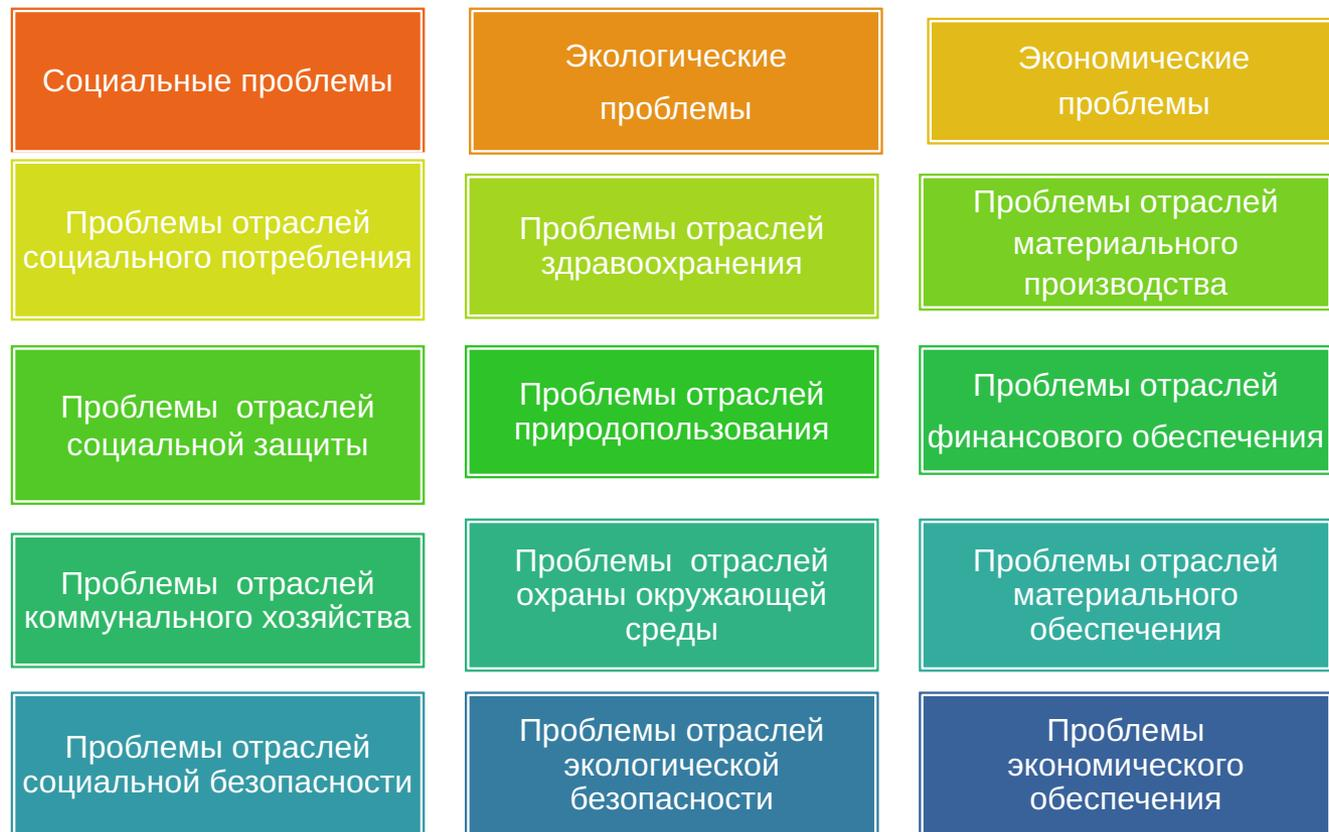 Социальные проблемы
Экологические
проблемы
Экономические
проблемы
Проблемы отраслей
социального потребления
Проблемы отраслей
здравоохранения
Проблемы отраслей
материального
производства
Проблемы  отраслей
социальной защиты
Проблемы отраслей
природопользования
Проблемы отраслей
финансового обеспечения
Проблемы  отраслей
коммунального хозяйства
Проблемы  отраслей
охраны окружающей
среды
Проблемы отраслей
материального
обеспечения
Проблемы отраслей
социальной безопасности
Проблемы отраслей
экологической
безопасности
Проблемы
экономического
обеспечения